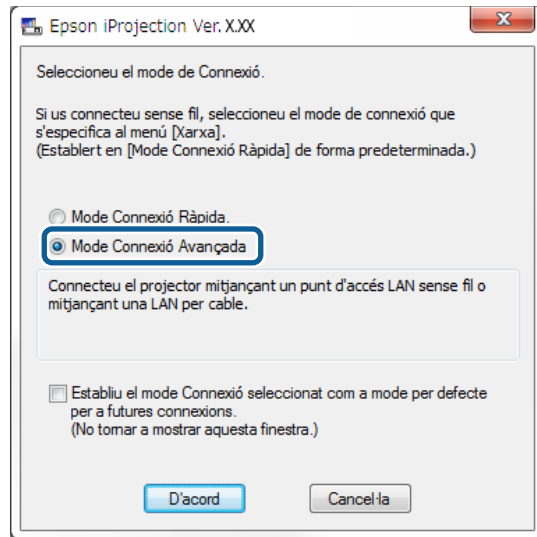 Epson iProjection Ver. X.XX
Seleccioneu el mode de Connexió.
Si us connecteu sense fil, seleccioneu el mode de connexió que
s'especifica al menú [Xarxa].
(Establert en [Mode Connexió Ràpida] de forma predeterminada.)
Mode Connexió Ràpida.
Mode Connexió Avançada
Connecteu el projector mitjançant un punt d'accés LAN sense fil o
mitjançant una LAN per cable.
Establiu el mode Connexió seleccionat com a mode per defecte
per a futures connexions.
(No tornar a mostrar aquesta finestra.)
D'acord Cancel·la